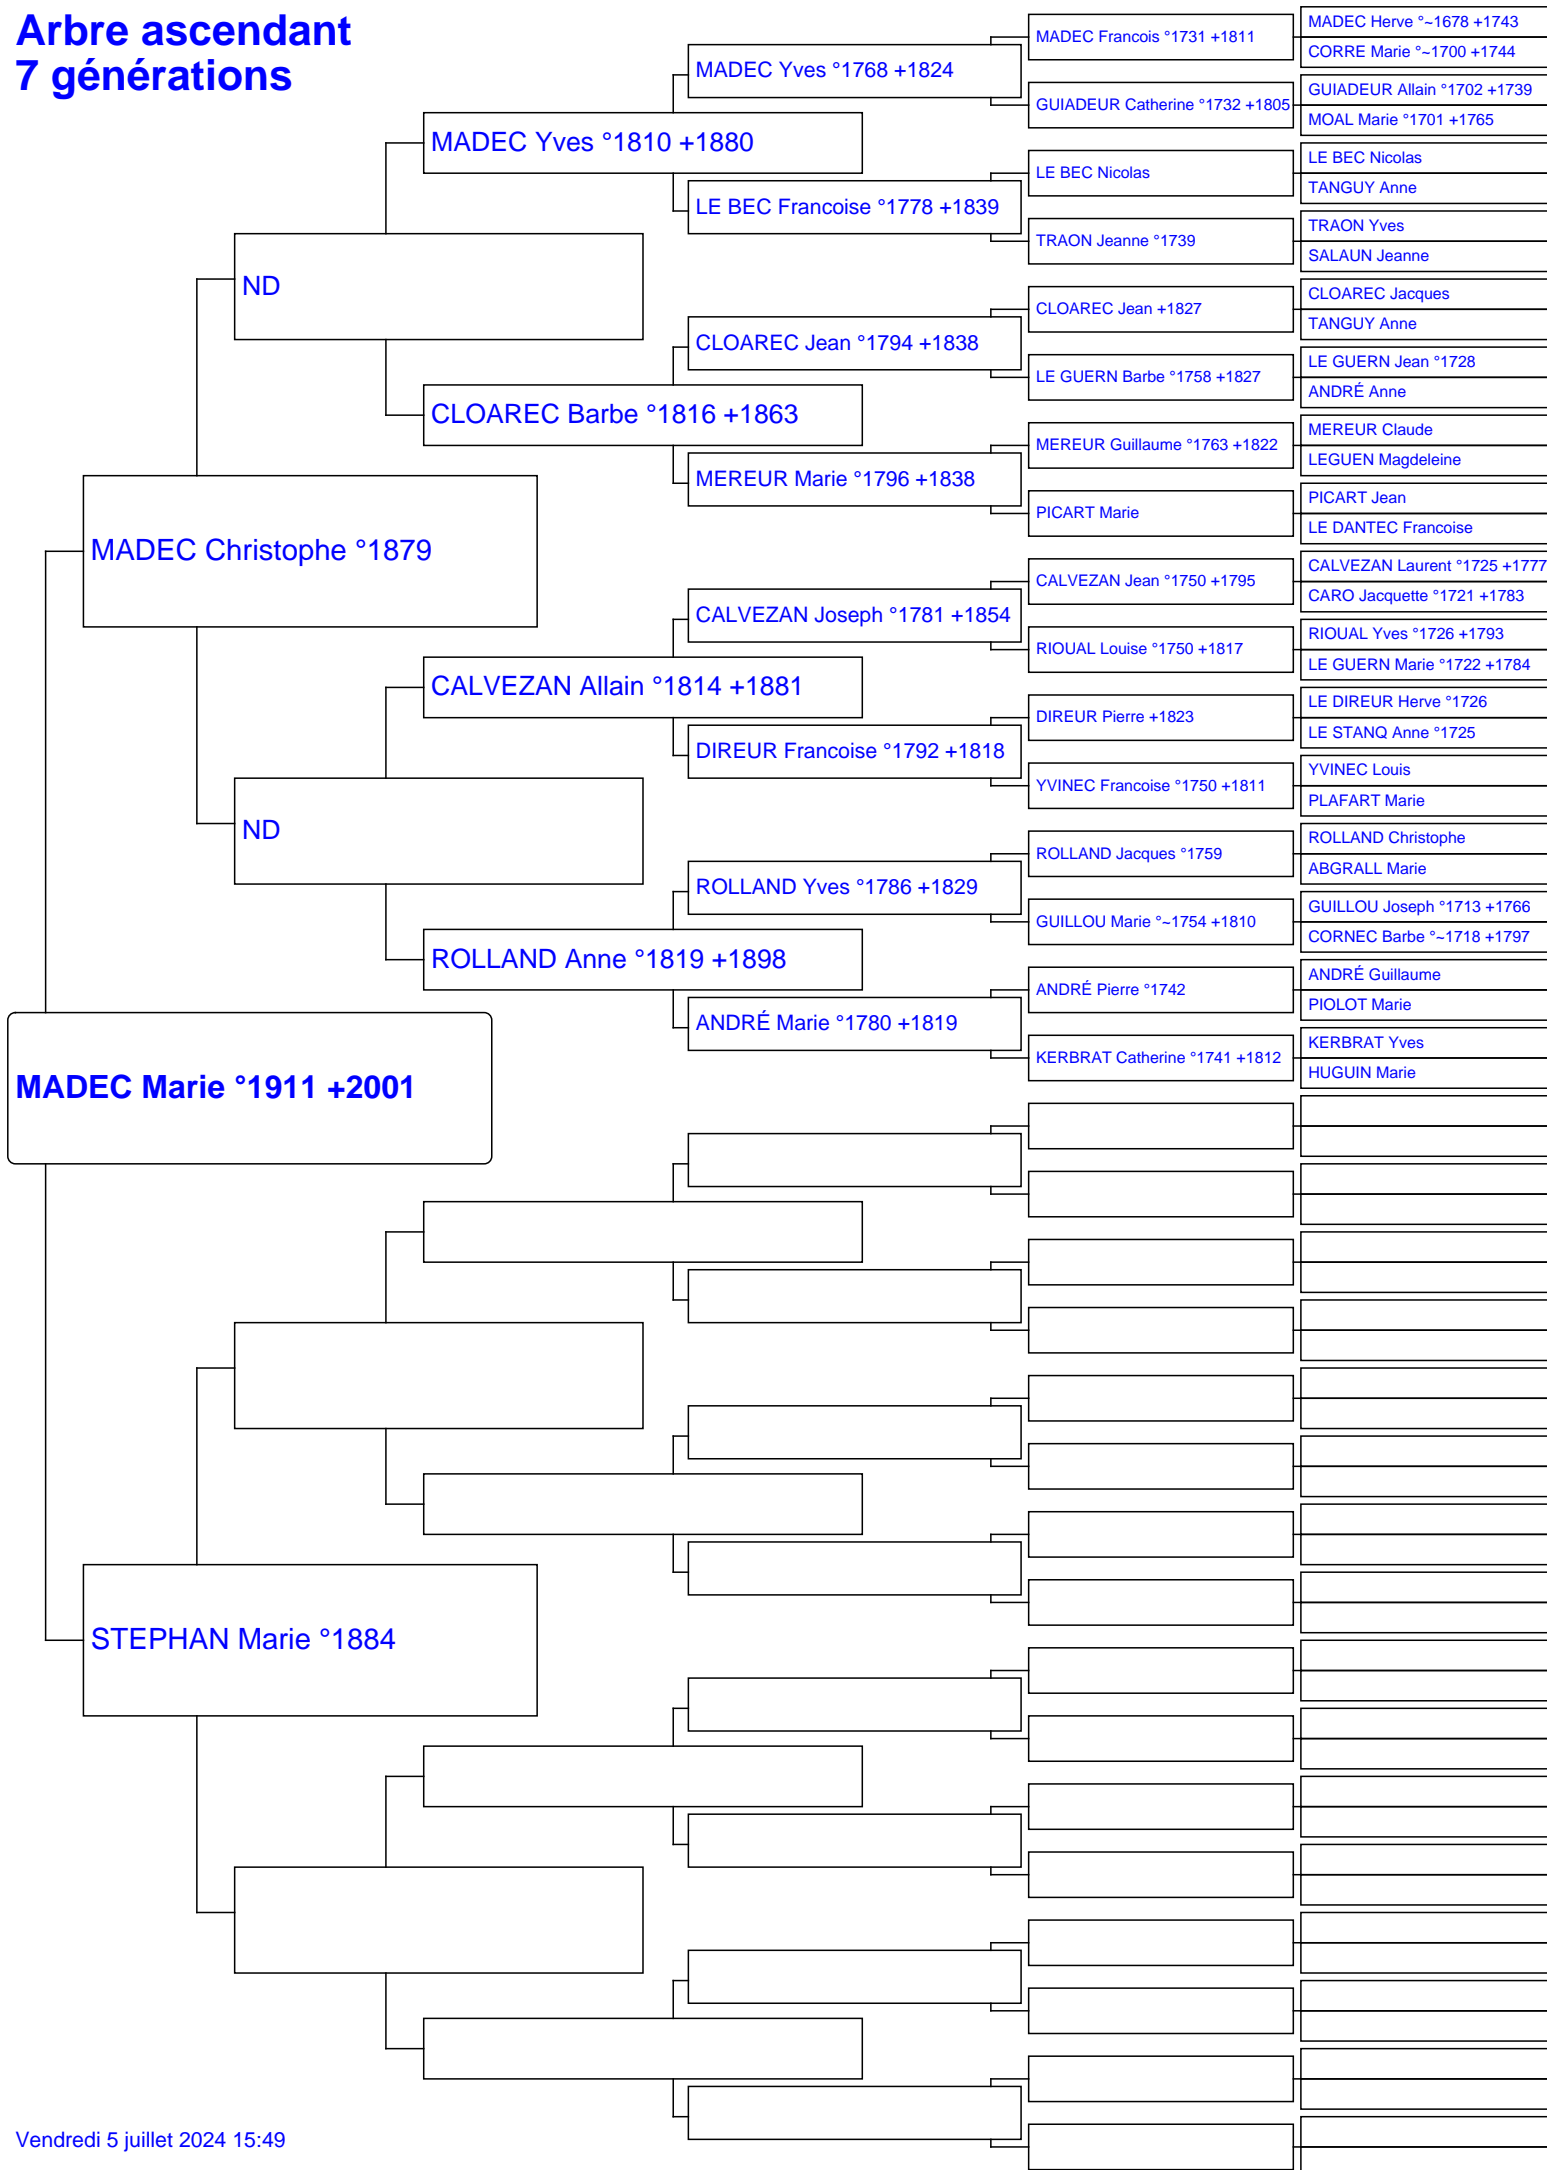 Arbre ascendant
7 générations
MADEC Marie °1911 +2001
MADEC Christophe °1879
STEPHAN Marie °1884
ND
ND
MADEC Yves °1810 +1880
CLOAREC Barbe °1816 +1863
CALVEZAN Allain °1814 +1881
ROLLAND Anne °1819 +1898
MADEC Yves °1768 +1824
LE BEC Francoise °1778 +1839
CLOAREC Jean °1794 +1838
MEREUR Marie °1796 +1838
CALVEZAN Joseph °1781 +1854
DIREUR Francoise °1792 +1818
ROLLAND Yves °1786 +1829
ANDRÉ Marie °1780 +1819
MADEC Francois °1731 +1811
GUIADEUR Catherine °1732 +1805
LE BEC Nicolas
TRAON Jeanne °1739
CLOAREC Jean +1827
LE GUERN Barbe °1758 +1827
MEREUR Guillaume °1763 +1822
PICART Marie
CALVEZAN Jean °1750 +1795
RIOUAL Louise °1750 +1817
DIREUR Pierre +1823
YVINEC Francoise °1750 +1811
ROLLAND Jacques °1759
GUILLOU Marie °~1754 +1810
ANDRÉ Pierre °1742
KERBRAT Catherine °1741 +1812
MADEC Herve °~1678 +1743
CORRE Marie °~1700 +1744
GUIADEUR Allain °1702 +1739
MOAL Marie °1701 +1765
LE BEC Nicolas
TANGUY Anne
TRAON Yves
SALAUN Jeanne
CLOAREC Jacques
TANGUY Anne
LE GUERN Jean °1728
ANDRÉ Anne
MEREUR Claude
LEGUEN Magdeleine
PICART Jean
LE DANTEC Francoise
CALVEZAN Laurent °1725 +1777
CARO Jacquette °1721 +1783
RIOUAL Yves °1726 +1793
LE GUERN Marie °1722 +1784
LE DIREUR Herve °1726
LE STANQ Anne °1725
YVINEC Louis
PLAFART Marie
ROLLAND Christophe
ABGRALL Marie
GUILLOU Joseph °1713 +1766
CORNEC Barbe °~1718 +1797
ANDRÉ Guillaume
PIOLOT Marie
KERBRAT Yves
HUGUIN Marie
Vendredi 5 juillet 2024 15:49